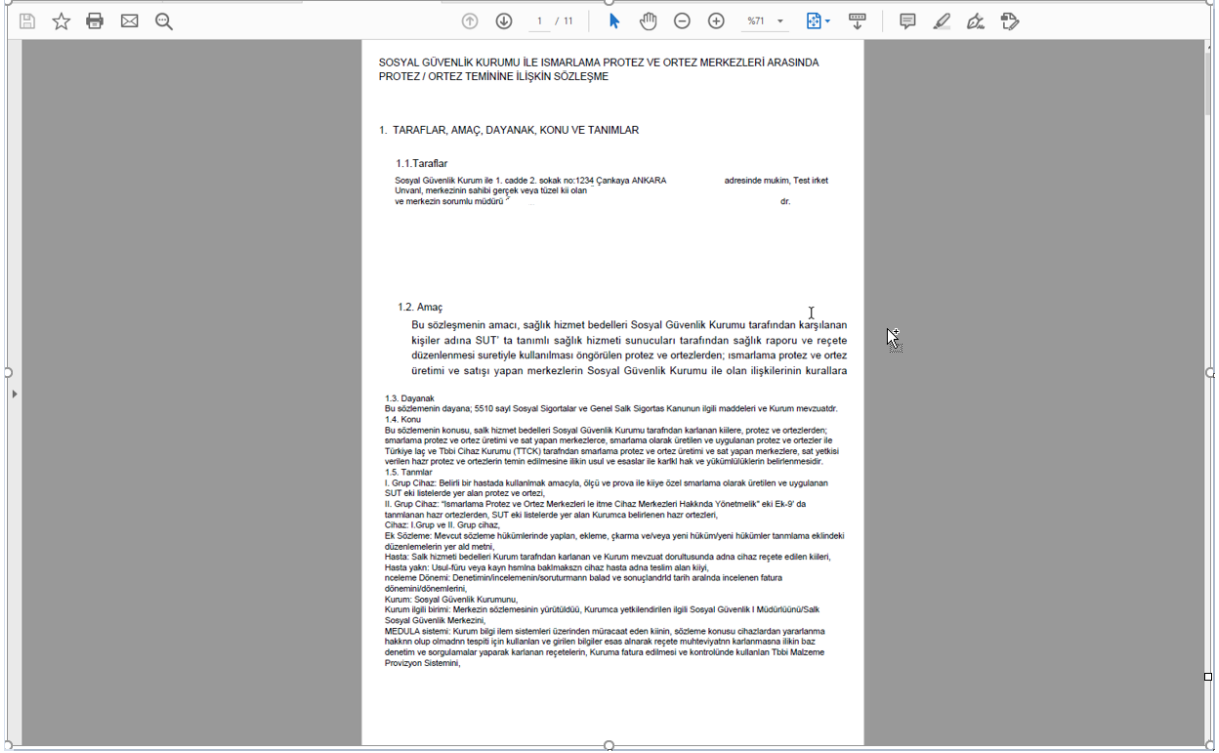 1 / 11
%71
SOSYAL GÜVENLİK KURUMU İLE ISMARLAMA PROTEZ VE ORTEZ MERKEZLERİ ARASINDA
PROTEZ / ORTEZ TEMİNİNE İLİŞKİN SÖZLEŞME
1. TARAFLAR, AMAÇ, DAYANAK, KONU VE TANIMLAR
1.1.Taraflar
Sosyal Güvenlik Kurum ile 1. cadde 2. sokak no:1234 Çankaya ANKARA adresinde mukim, Test irket
Unvanl, merkezinin sahibi gerçek veya tüzel kii olan
ve merkezin sorumlu müdürü dr.
1.2. Amaç
Bu sözleşmenin amacı, sağlık hizmet bedelleri Sosyal Güvenlik Kurumu tarafından karşılanan
kişiler adına SUT' ta tanımlı sağlık hizmeti sunucuları tarafından sağlık raporu ve reçete
düzenlenmesi suretiyle kullanılması öngörülen protez ve ortezlerden; ısmarlama protez ve ortez
üretimi ve satışı yapan merkezlerin Sosyal Güvenlik Kurumu ile olan ilişkilerinin kurallara
1.3. Dayanak
Bu sözlemenin dayana; 5510 sayl Sosyal Sigortalar ve Genel Salk Sigortas Kanunun ilgili maddeleri ve Kurum mevzuatdr.
1.4. Konu
Bu sözlemenin konusu, salk hizmet bedelleri Sosyal Güvenlik Kurumu tarafndan karlanan kiilere, protez ve ortezlerden;
smarlama protez ve ortez üretimi ve sat yapan merkezlerce, smarlama olarak üretilen ve uygulanan protez ve ortezler ile
Türkiye laç ve Tbbi Cihaz Kurumu (TTCK) tarafndan smarlama protez ve ortez üretimi ve sat yapan merkezlere, sat yetkisi
verilen hazr protez ve ortezlerin temin edilmesine ilikin usul ve esaslar ile karlkl hak ve yükümlülüklerin belirlenmesidir.
1.5. Tanmlar
I. Grup Cihaz: Belirli bir hastada kullanlmak amacyla, ölçü ve prova ile kiiye özel smarlama olarak üretilen ve uygulanan
SUT eki listelerde yer alan protez ve ortezi,
II. Grup Cihaz: "Ismarlama Protez ve Ortez Merkezleri le itme Cihaz Merkezleri Hakknda Yönetmelik" eki Ek-9' da
tanmlanan hazr ortezlerden, SUT eki listelerde yer alan Kurumca belirlenen hazr ortezleri,
Cihaz: I.Grup ve II. Grup cihaz,
Ek Sözleme: Mevcut sözleme hükümlerinde yaplan, ekleme, çkarma ve/veya yeni hüküm/yeni hükümler tanmlama eklindeki
düzenlemelerin yer ald metni,
Hasta: Salk hizmeti bedelleri Kurum tarafndan karlanan ve Kurum mevzuat dorultusunda adna cihaz reçete edilen kiileri,
Hasta yakn: Usul-füru veya kayn hsmlna baklmakszn cihaz hasta adna teslim alan kiiyi,
nceleme Dönemi: Denetimin/incelemenin/soruturmann balad ve sonuçlandrld tarih aralnda incelenen fatura
dönemini/dönemlerini,
Kurum: Sosyal Güvenlik Kurumunu,
Kurum ilgili birimi: Merkezin sözlemesinin yürütüldüü, Kurumca yetkilendirilen ilgili Sosyal Güvenlik l Müdürlüünü/Salk
Sosyal Güvenlik Merkezini,
MEDULA sistemi: Kurum bilgi ilem sistemleri üzerinden müracaat eden kiinin, sözleme konusu cihazlardan yararlanma
hakknn olup olmadnn tespiti için kullanlan ve girilen bilgiler esas alnarak reçete muhteviyatnn karlanmasna ilikin baz
denetim ve sorgulamalar yaparak karlanan reçetelerin, Kuruma fatura edilmesi ve kontrolünde kullanlan Tbbi Malzeme
Provizyon Sistemini,